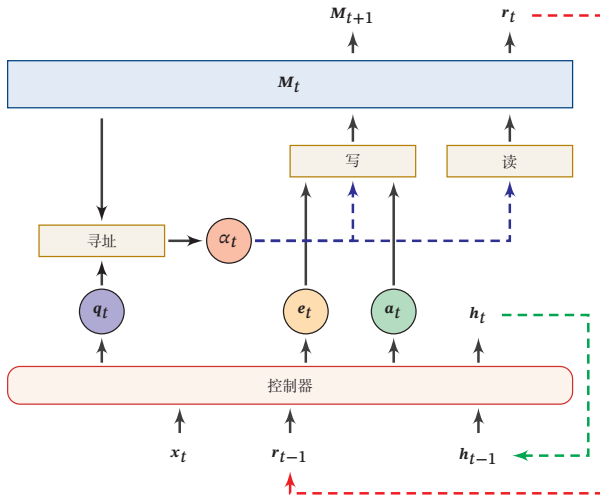 M_{t+1} r_t
M_t
写 读
寻址 α_t
q_t e_t a_t h_t
控制器
x_t r_{t−1} h_{t−1}